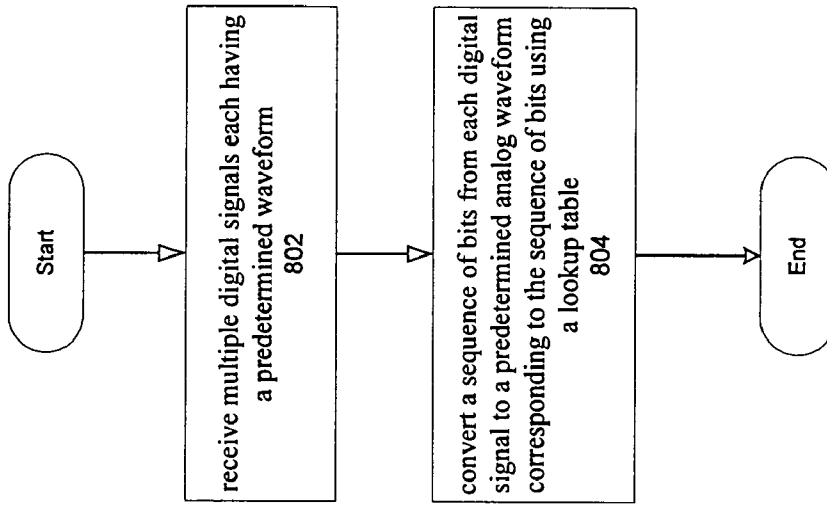 Start
receive multiple digital signals each having
a predetermined waveform
802
convert a sequence of bits from each digital
signal to a predetermined analog waveform
corresponding to the sequence of bits using
a lookup table
804
End